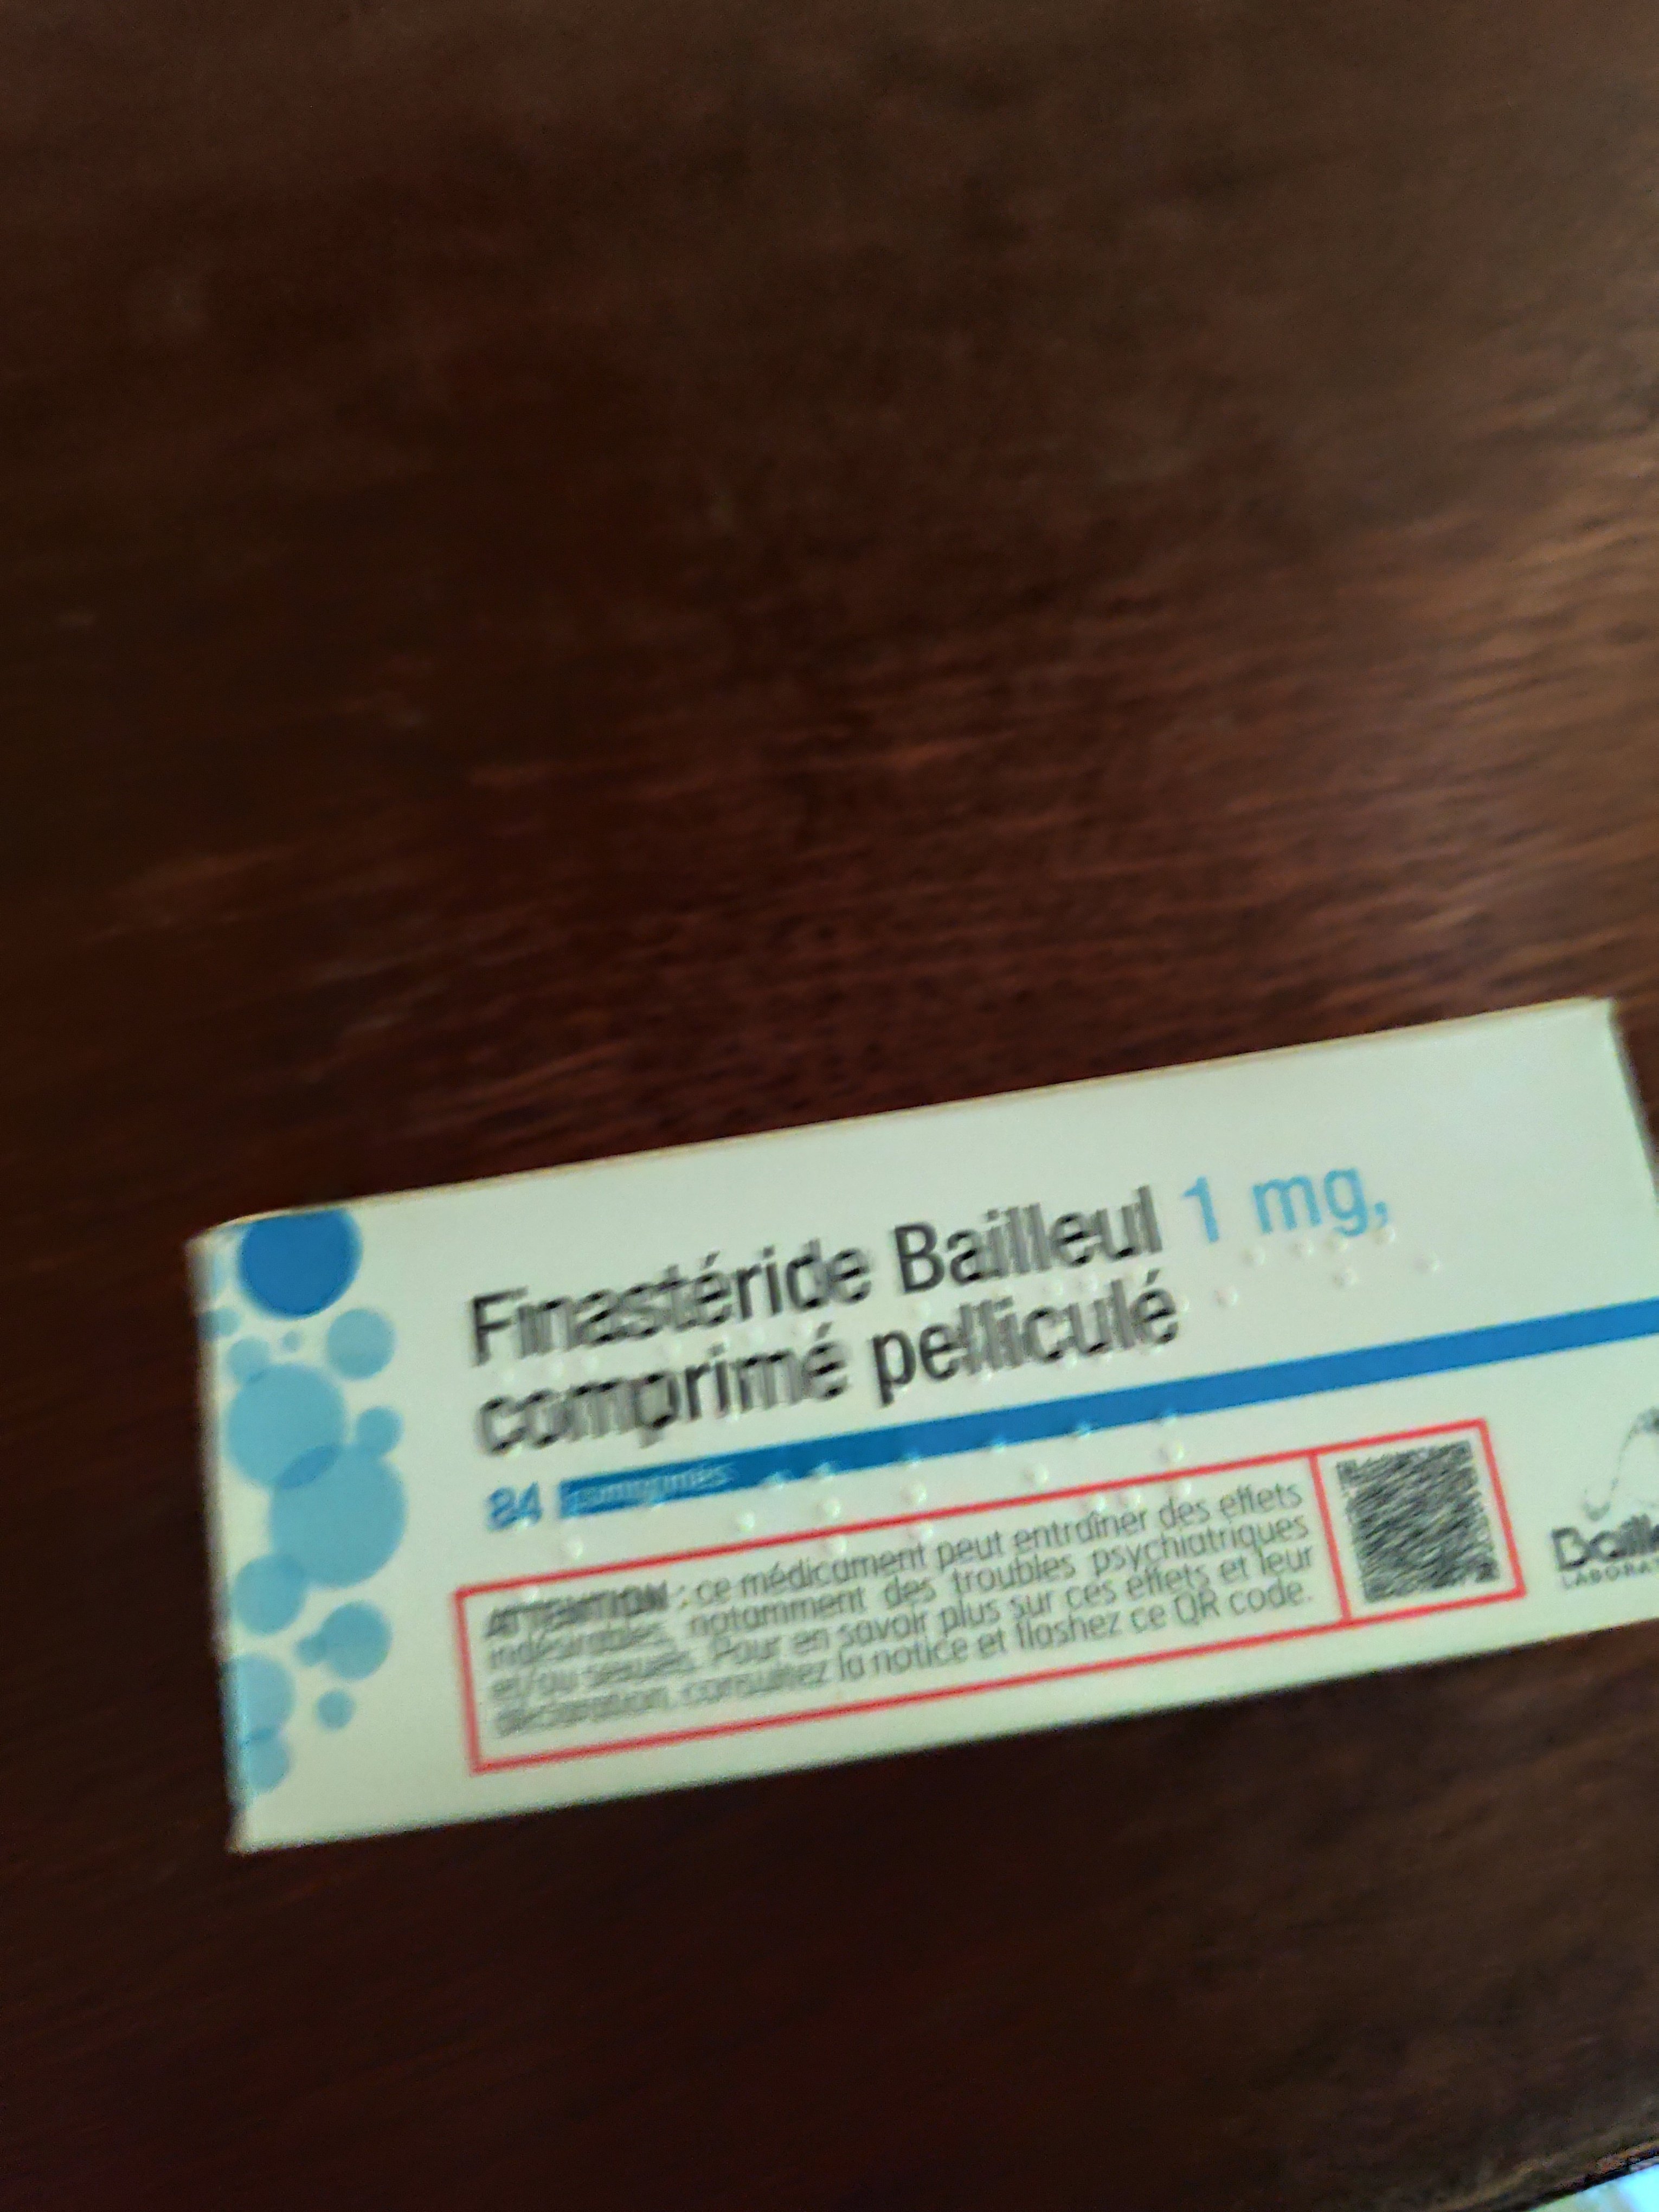 Finastéride Bailleul 1 mg,
comprimé pelliculé
84 comprimés
ATTENTION : ce médicament peut entraîner des effets
indésirables, notamment des troubles psychiatriques
et/ou sexuels. Pour en savoir plus sur ces effets et leur
déclaration, consultez la notice et flashez ce QR code.
Baille
LABORAT